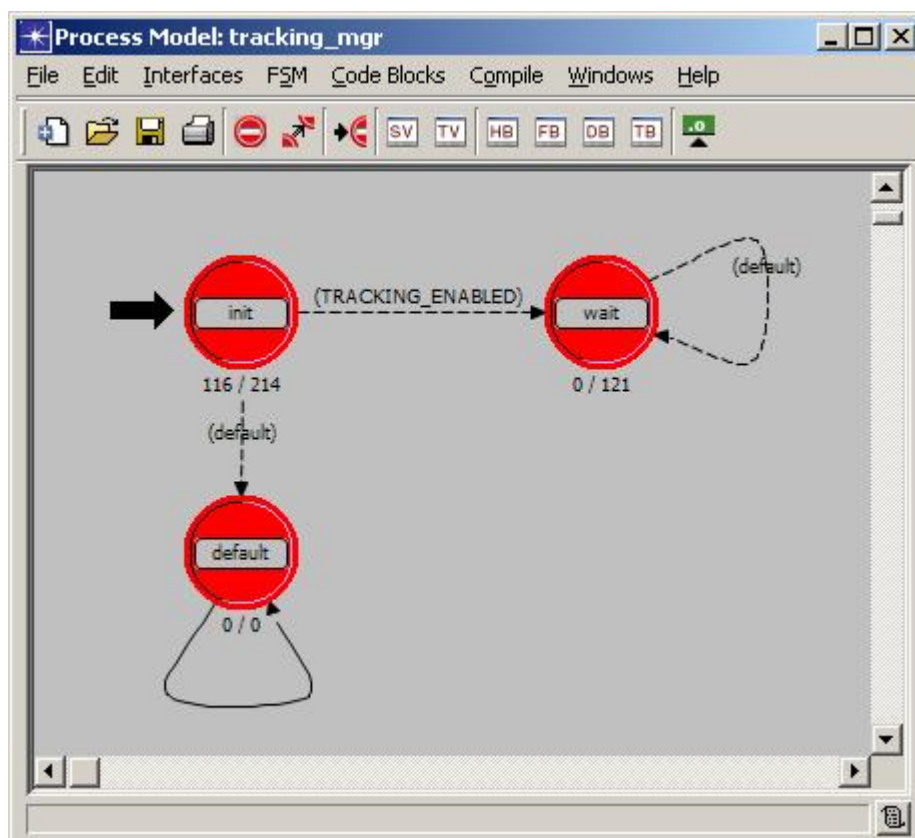 Process Model: tracking_mgr
File Edit Interfaces FSM Code Blocks Compile Windows Help
SV TV HB FB DB TB .0
(default)
(TRACKING_ENABLED)
init
wait
116 / 214
0 / 121
(default)
default
0 / 0